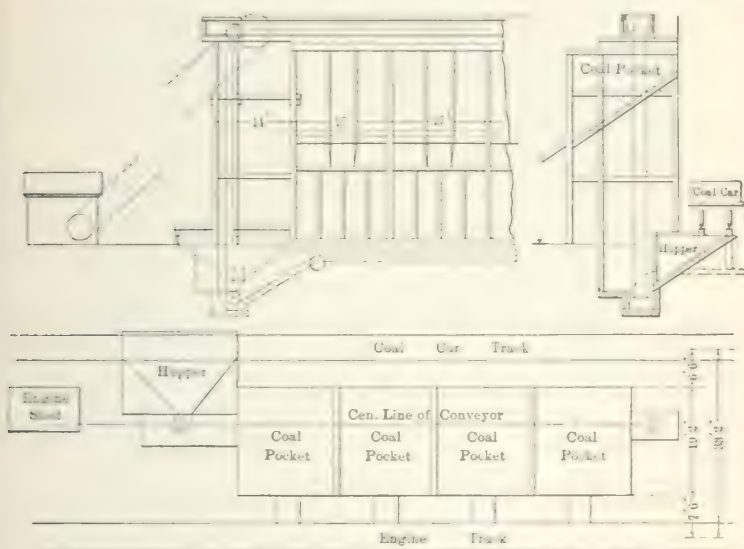 Coal Pocket
14'
Coal Car
Hopper
Coal Car Track
Hopper
Engine
Shed
Cen. Line of Conveyor
Coal
Pocket
Coal
Pocket
Coal
Pocket
Coal
Pocket
Engine Track